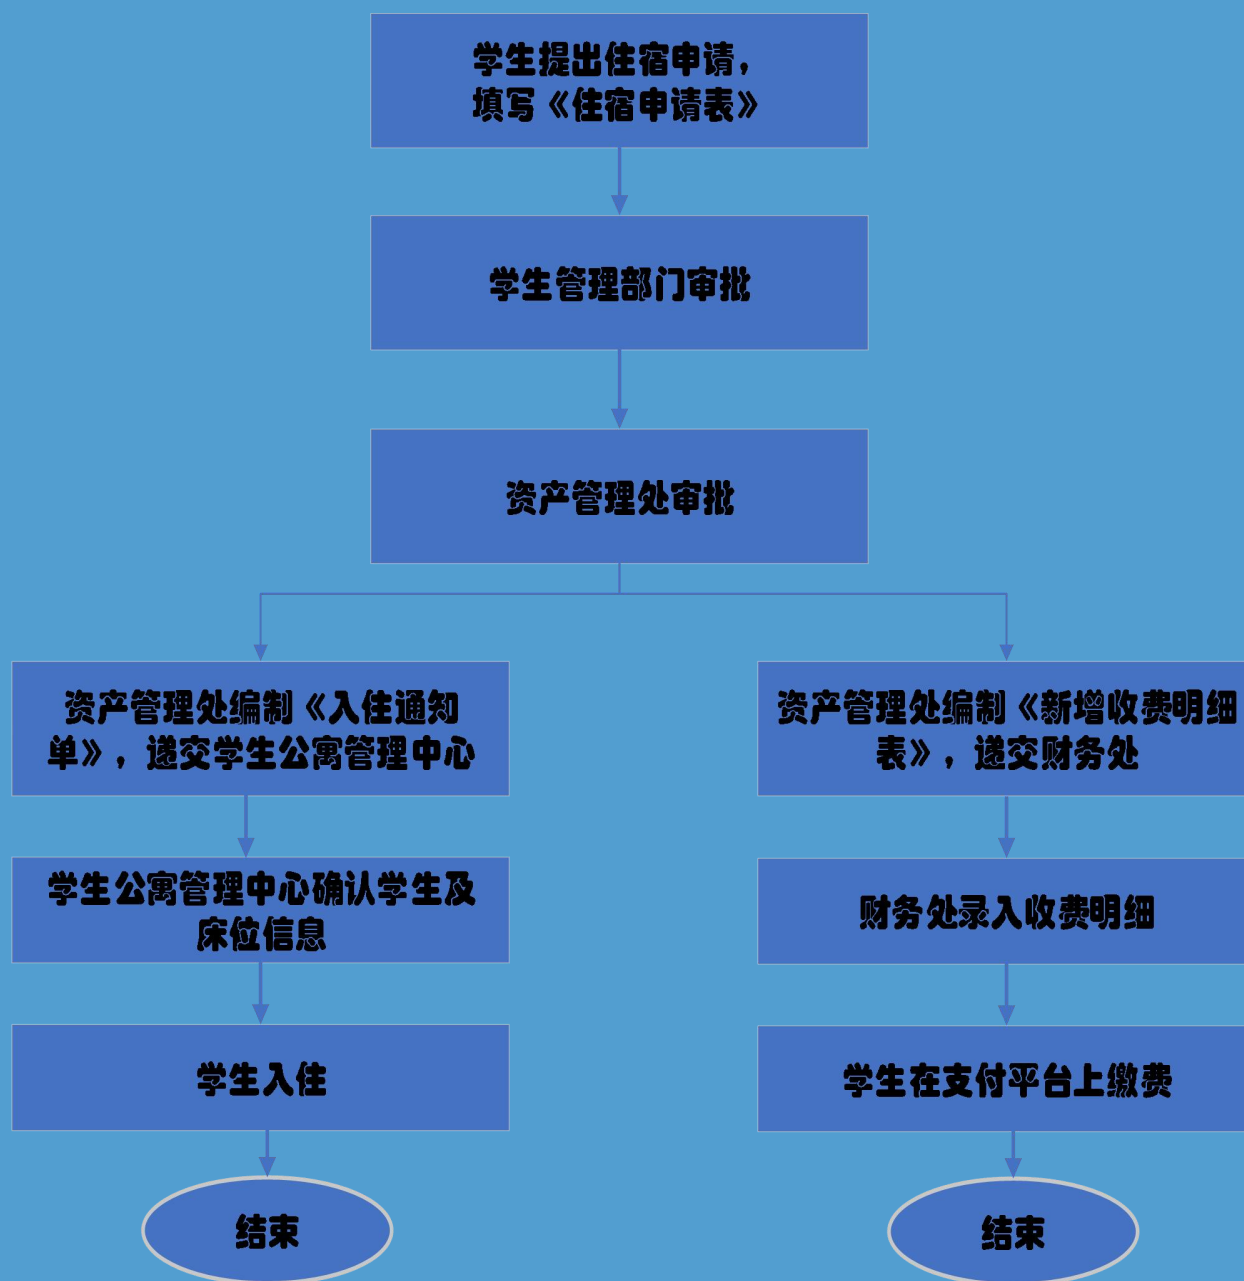 学生提出住宿申请，
填写《住宿申请表》
学生管理部门审批
资产管理处审批
资产管理处编制《入住通知
单》，递交学生公寓管理中心
学生公寓管理中心确认学生及
床位信息
学生入住
结束
资产管理处编制《新增收费明细
表》，递交财务处
财务处录入收费明细
学生在支付平台上缴费
结束